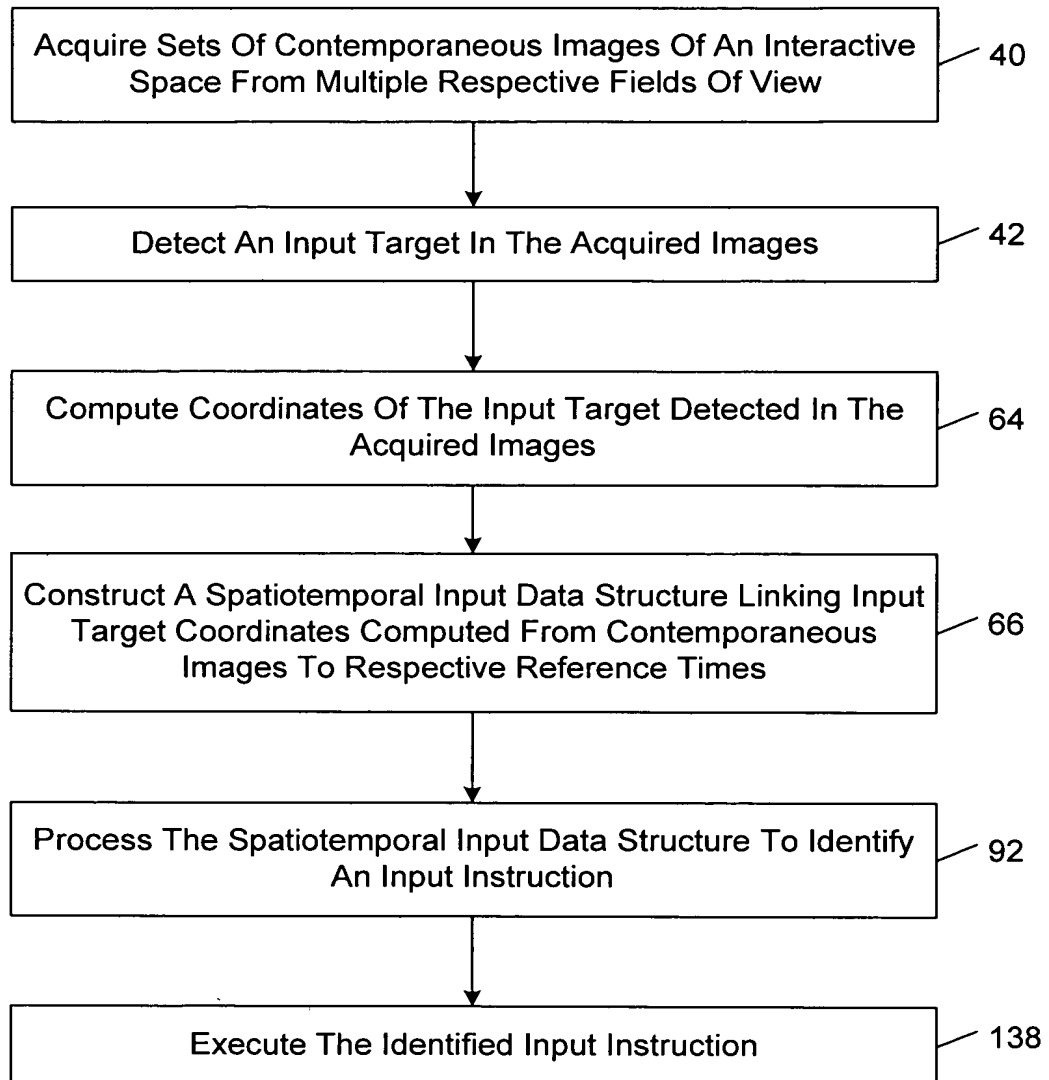 Acquire Sets Of Contemporaneous Images Of An Interactive
Space From Multiple Respective Fields Of View
40
Detect An Input Target In The Acquired Images
42
Compute Coordinates Of The Input Target Detected In The
Acquired Images
64
Construct A Spatiotemporal Input Data Structure Linking Input
Target Coordinates Computed From Contemporaneous
Images To Respective Reference Times
66
Process The Spatiotemporal Input Data Structure To Identify
An Input Instruction
92
Execute The Identified Input Instruction
138